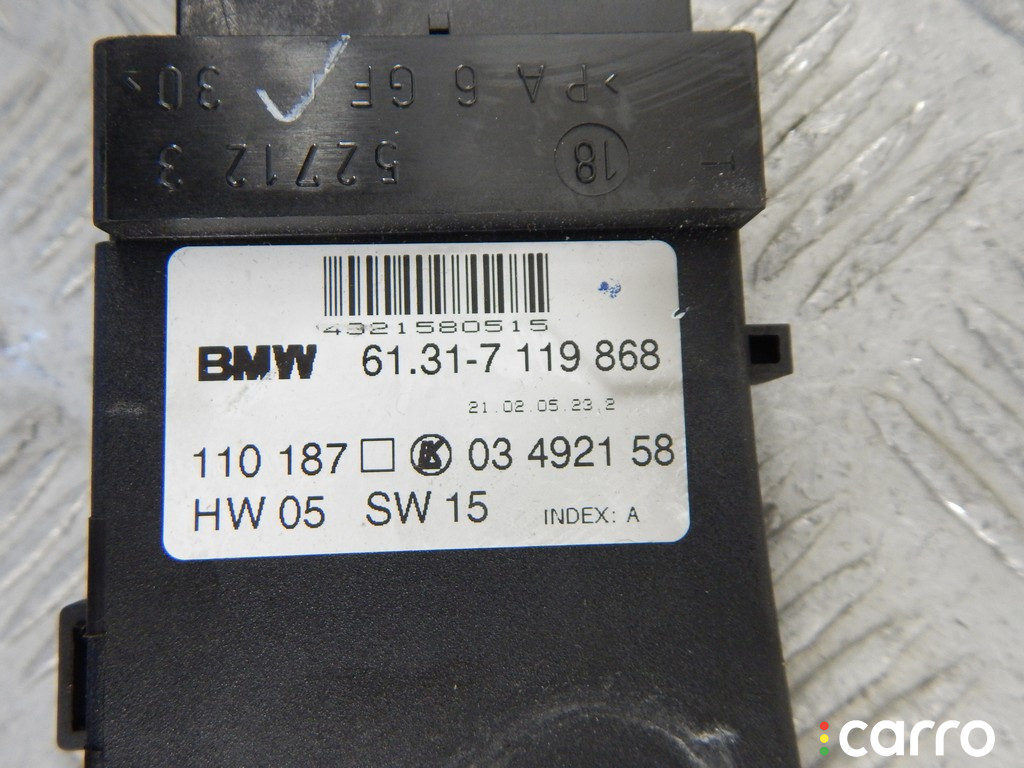 >PA 6 GF 30<
18 52712 3
4321580515
BMW 61.31-7 119 868
21.02.05.23.2
110 187 □ K 03 4921 58
HW 05 SW 15 INDEX: A
carro